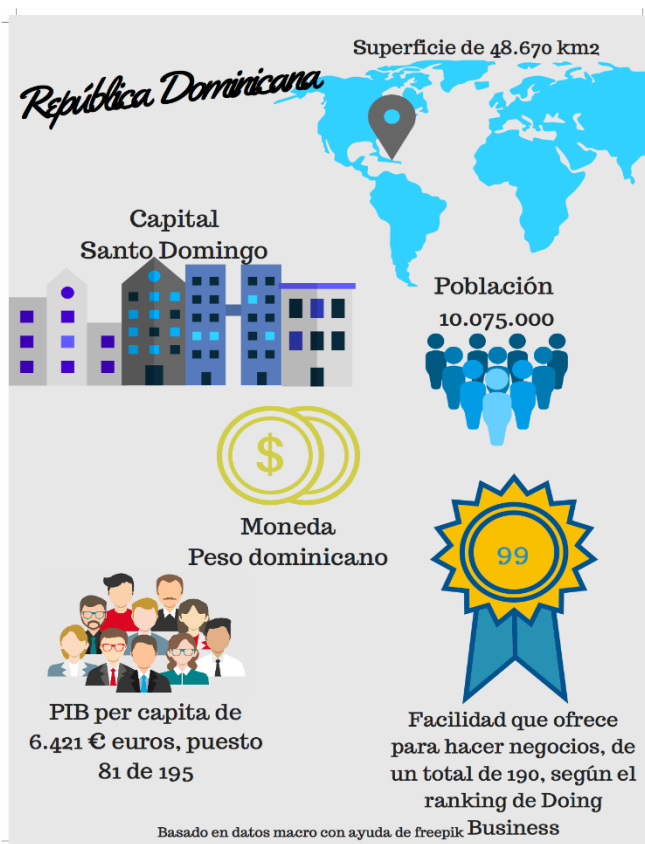 Superficie de 48.670 km2
República Dominicana
Capital
Santo Domingo
Población
10.075.000
$
Moneda
Peso dominicano
99
PIB per capita de
6.421 € euros, puesto
81 de 195
Facilidad que ofrece
para hacer negocios, de
un total de 190, según el
ranking de Doing
Business
Basado en datos macro con ayuda de freepik